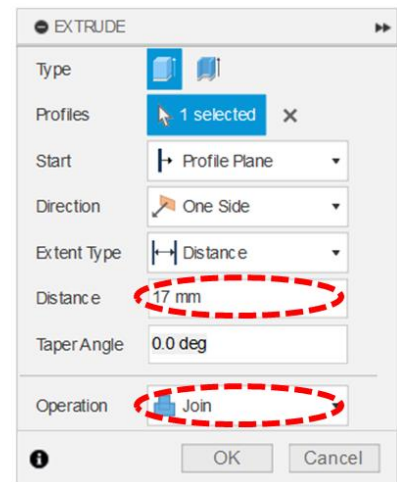 EXTRUDE
Type
Profiles 1 selected
Start Profile Plane
Direction One Side
Extent Type Distance
Distance 17 mm
Taper Angle 0.0 deg
Operation Join
OK Cancel